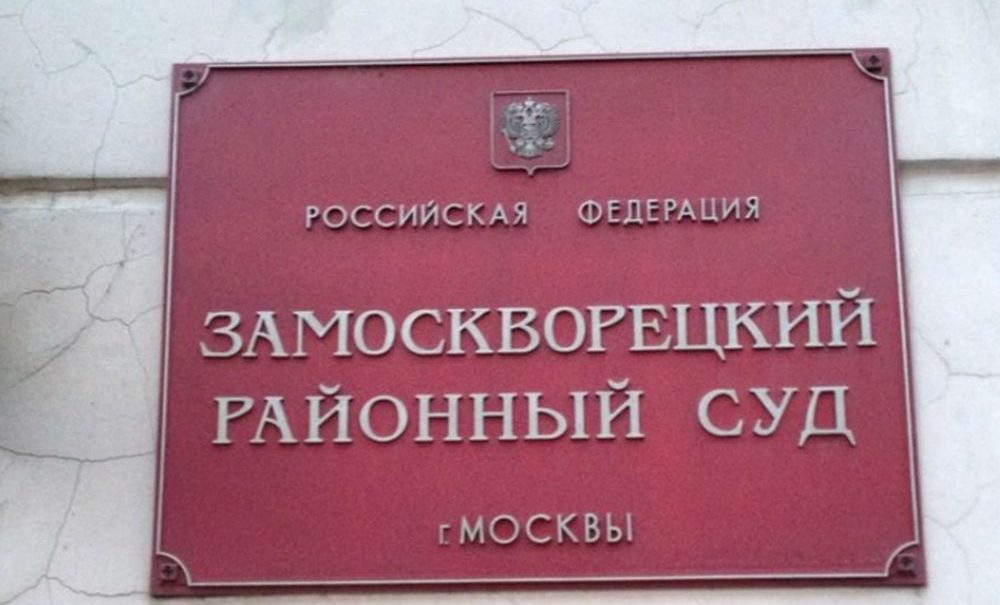 РОССИЙСКАЯ ФЕДЕРАЦИЯ
ЗАМОСКВОРЕЦКИЙ
РАЙОННЫЙ СУД
г. МОСКВЫ